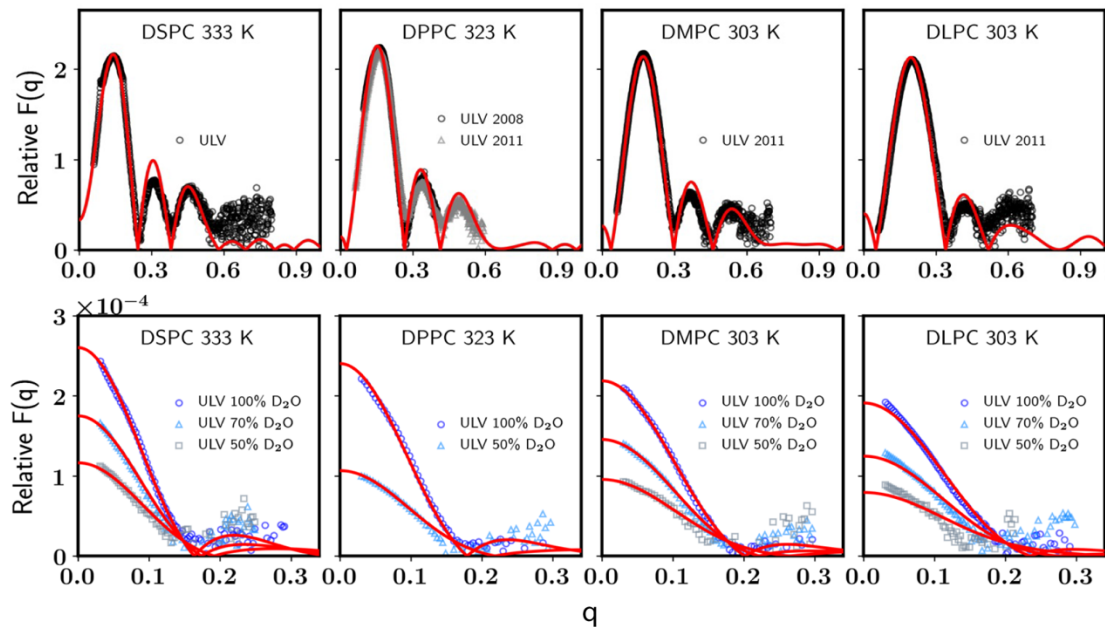 DSPC 333 K
DPPC 323 K
DMPC 303 K
DLPC 303 K
Relative F(q)
2
1
0
ULV
ULV 2008
ULV 2011
ULV 2011
ULV 2011
0.0 0.3 0.6 0.9
0.0 0.3 0.6 0.9
0.0 0.3 0.6 0.9
0.0 0.3 0.6 0.9
×10⁻⁴
DSPC 333 K
DPPC 323 K
DMPC 303 K
DLPC 303 K
Relative F(q)
3
2
1
0
ULV 100% D₂O
ULV 70% D₂O
ULV 50% D₂O
ULV 100% D₂O
ULV 50% D₂O
ULV 100% D₂O
ULV 70% D₂O
ULV 50% D₂O
ULV 100% D₂O
ULV 70% D₂O
ULV 50% D₂O
0.0 0.1 0.2 0.3
0.0 0.1 0.2 0.3
0.0 0.1 0.2 0.3
0.0 0.1 0.2 0.3
q